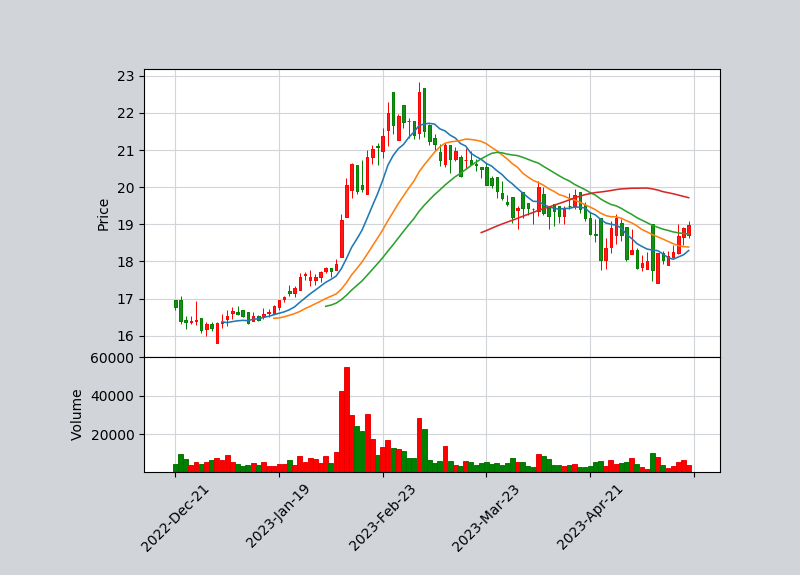 23
22
21
20
19
18
17
16
Price
60000
40000
20000
Volume
2022-Dec-21
2023-Jan-19
2023-Feb-23
2023-Mar-23
2023-Apr-21